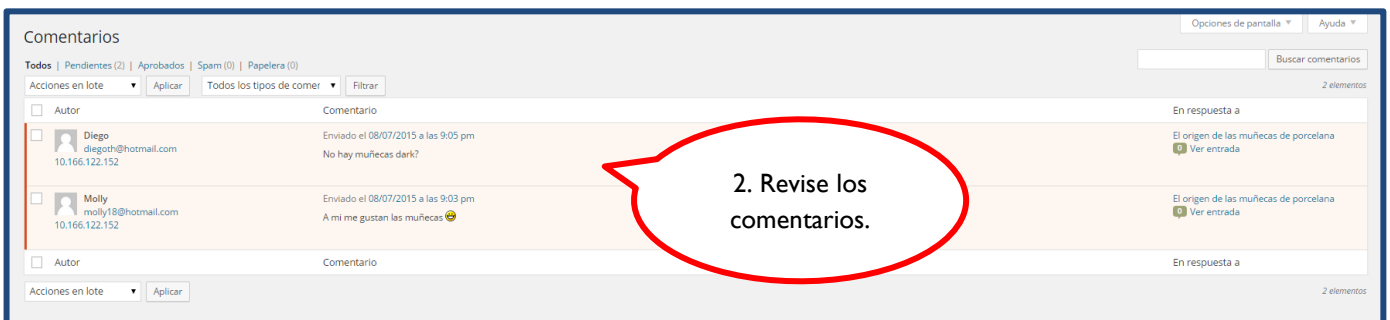 Opciones de pantalla ▼ Ayuda ▼
Comentarios
Todos | Pendientes (2) | Aprobados | Spam (0) | Papelera (0)
Buscar comentarios
Acciones en lote ▼ Aplicar Todos los tipos de comer ▼ Filtrar
2 elementos
Autor Comentario En respuesta a
Diego
diegoth@hotmail.com
10.166.122.152
Enviado el 08/07/2015 a las 9:05 pm
No hay muñecas dark?
El origen de las muñecas de porcelana
0 Ver entrada
Molly
molly18@hotmail.com
10.166.122.152
Enviado el 08/07/2015 a las 9:03 pm
A mi me gustan las muñecas 😀
El origen de las muñecas de porcelana
0 Ver entrada
2. Revise los
comentarios.
Autor Comentario En respuesta a
Acciones en lote ▼ Aplicar
2 elementos